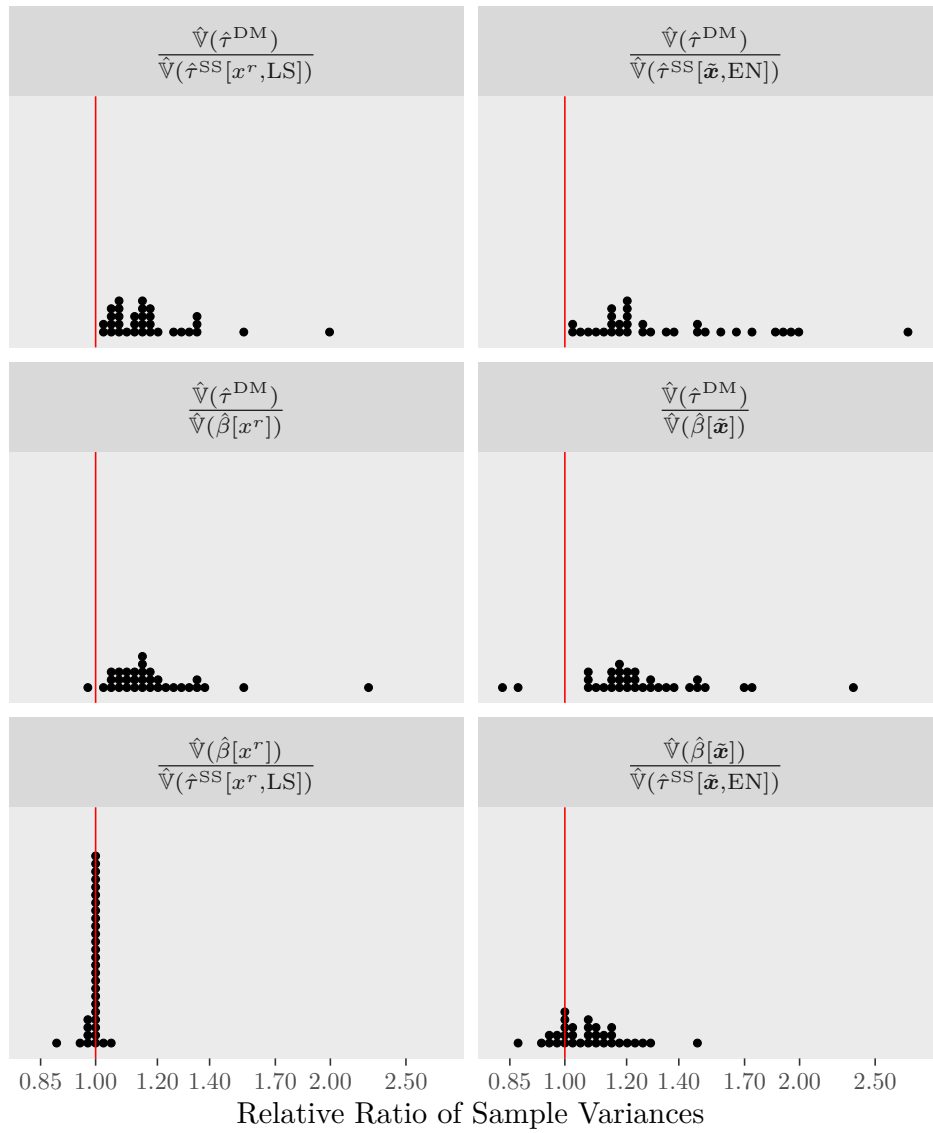 𝕍̂(τ̂^DM) 𝕍̂(τ̂^DM)
𝕍̂(τ̂^SS[x^r,LS]) 𝕍̂(τ̂^SS[𝒙̃,EN])
𝕍̂(τ̂^DM) 𝕍̂(τ̂^DM)
𝕍̂(β̂[x^r]) 𝕍̂(β̂[𝒙̃])
𝕍̂(β̂[x^r]) 𝕍̂(β̂[𝒙̃])
𝕍̂(τ̂^SS[x^r,LS]) 𝕍̂(τ̂^SS[𝒙̃,EN])
0.85 1.00 1.20 1.40 1.70 2.00 2.50 0.85 1.00 1.20 1.40 1.70 2.00 2.50
Relative Ratio of Sample Variances